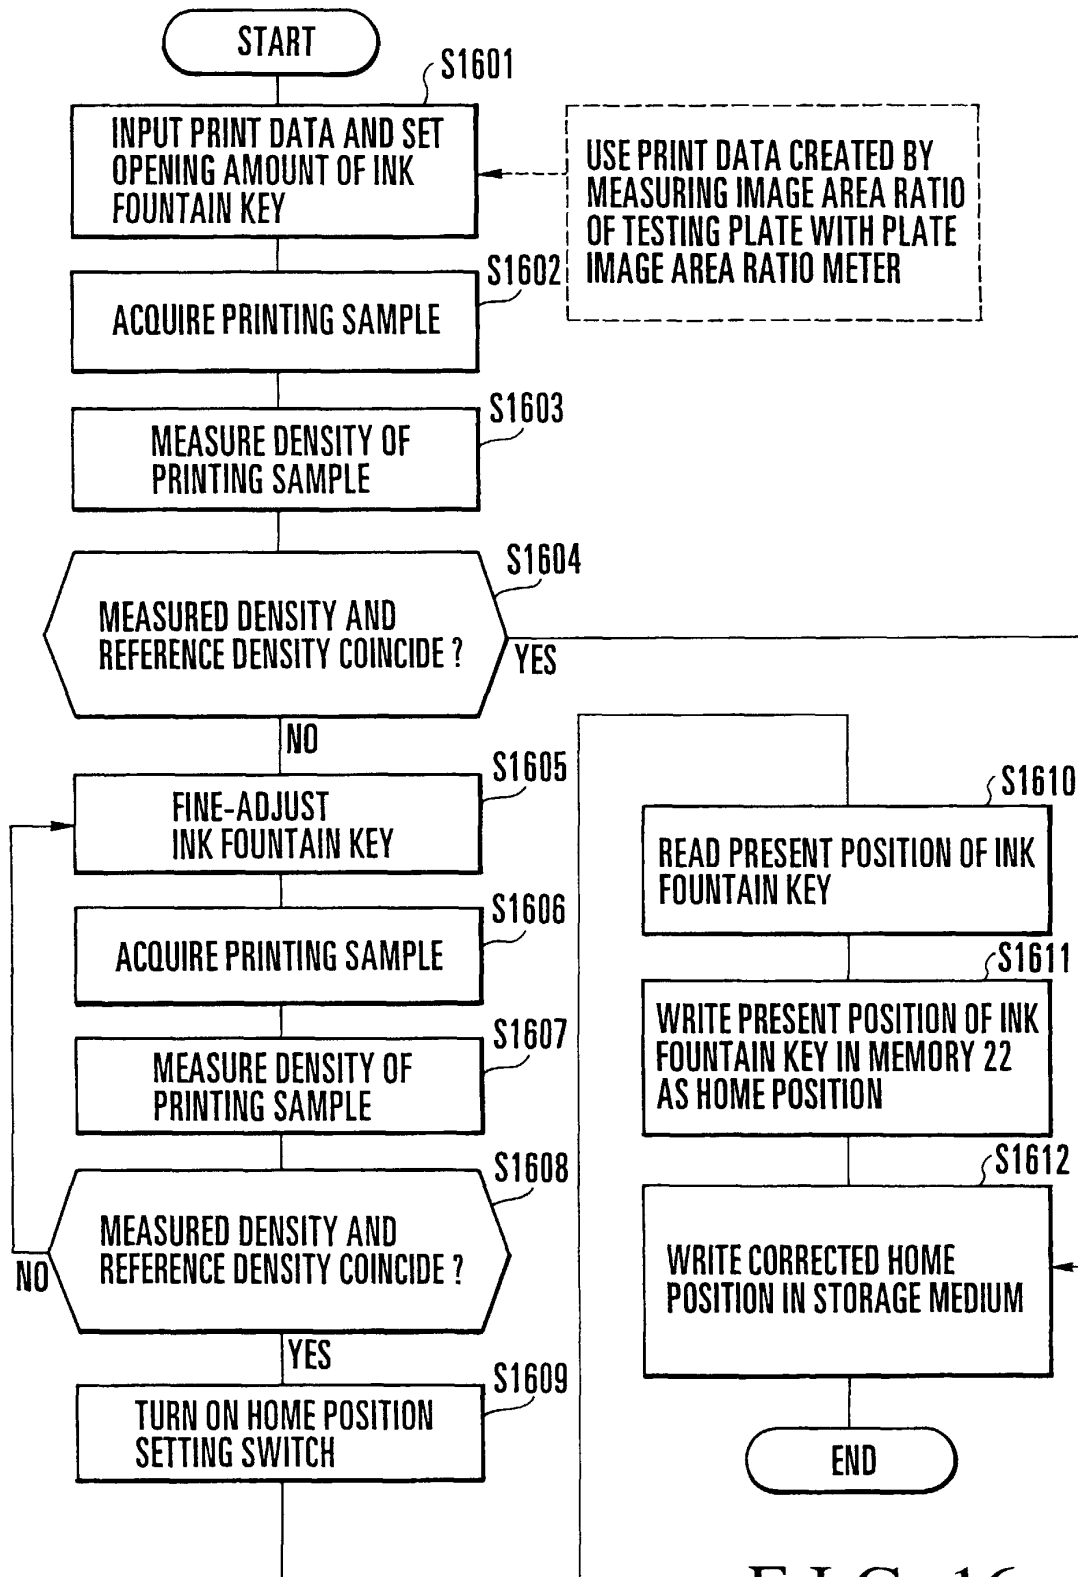 START
S1601
INPUT PRINT DATA AND SET
OPENING AMOUNT OF INK
FOUNTAIN KEY
USE PRINT DATA CREATED BY
MEASURING IMAGE AREA RATIO
OF TESTING PLATE WITH PLATE
IMAGE AREA RATIO METER
S1602
ACQUIRE PRINTING SAMPLE
S1603
MEASURE DENSITY OF
PRINTING SAMPLE
S1604
MEASURED DENSITY AND
REFERENCE DENSITY COINCIDE ?
YES
NO
S1605
FINE-ADJUST
INK FOUNTAIN KEY
S1606
ACQUIRE PRINTING SAMPLE
S1607
MEASURE DENSITY OF
PRINTING SAMPLE
S1608
MEASURED DENSITY AND
REFERENCE DENSITY COINCIDE ?
NO
YES
S1609
TURN ON HOME POSITION
SETTING SWITCH
S1610
READ PRESENT POSITION OF INK
FOUNTAIN KEY
S1611
WRITE PRESENT POSITION OF INK
FOUNTAIN KEY IN MEMORY 22
AS HOME POSITION
S1612
WRITE CORRECTED HOME
POSITION IN STORAGE MEDIUM
END
FIG. 16